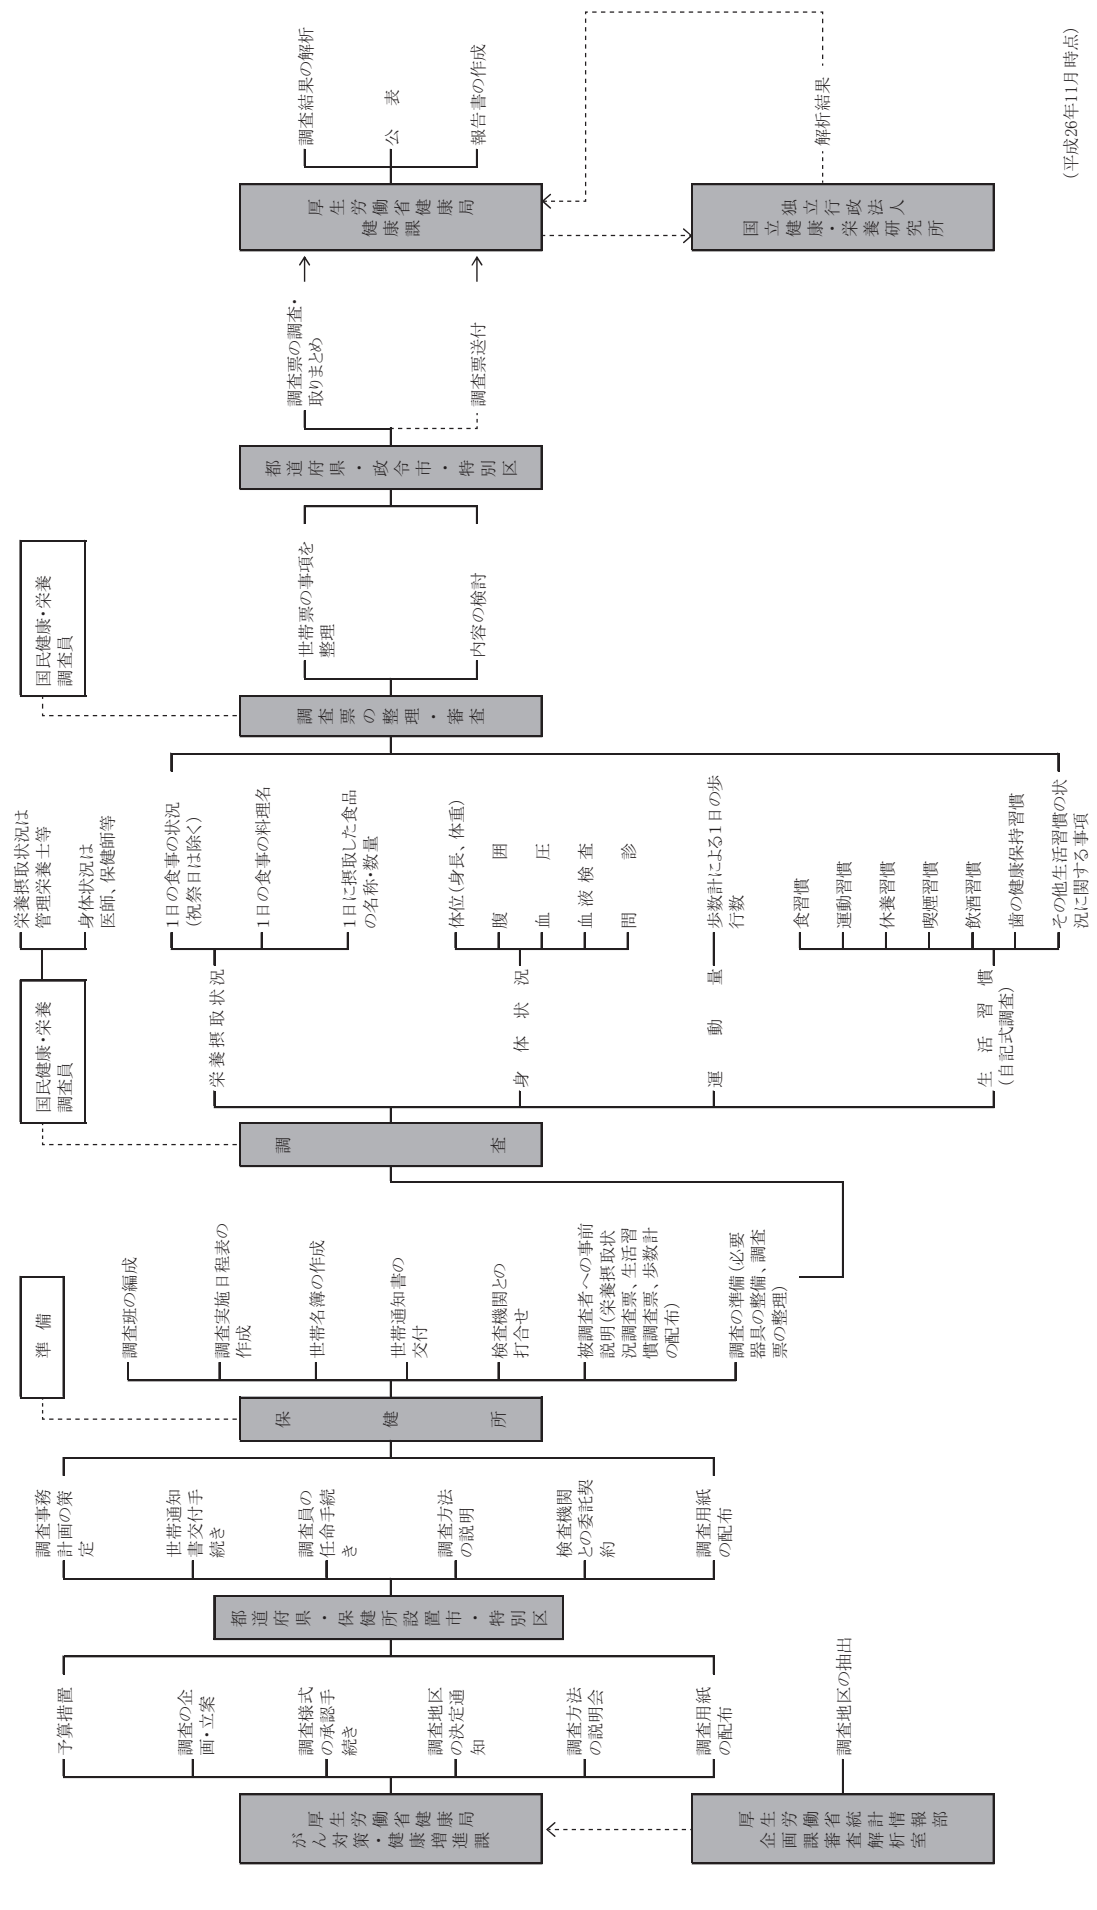 厚生労働省健康局
がん対策・健康増進課
厚生労働省統計情報部
企画課審査解析室
予算措置
調査の企
画・立案
調査様式
の承認手
続き
調査地区
の決定通
知
調査方法
の説明会
調査用紙
の配布
調査地区の抽出
都道府県・保健所設置市・特別区
調査事務
計画の策
定
世帯通知
書交付手
続き
調査員の
任命手続
き
調査方法
の説明
検査機関
との委託契
約
調査用紙
の配布
準備
保健所
調査班の編成
調査実施日程表の
作成
世帯名簿の作成
世帯通知書の
交付
検査機関との
打合せ
被調査者への事前
説明(栄養摂取状
況調査票、生活習
慣調査票、歩数計
の配布)
調査の準備(必要
器具の整備、調査
票の整理)
調査
国民健康・栄養
調査員
栄養摂取状況は
管理栄養士等
身体状況は
医師、保健師等
栄養摂取状況
1日の食事の状況
(祝祭日は除く)
1日の食事の料理名
1日に摂取した食品
の名称・数量
身体状況
体位(身長、体重)
腹囲
血圧
血液検査
問診
運動量
歩数計による1日の歩
行数
生活習慣
(自記式調査)
食習慣
運動習慣
休養習慣
喫煙習慣
飲酒習慣
歯の健康保持習慣
その他生活習慣の状
況に関する事項
国民健康・栄養
調査員
調査票の整理・審査
世帯票の事項を
整理
内容の検討
都道府県・政令市・特別区
調査票の調査・
取りまとめ
調査票送付
厚生労働省健康局
健康課
調査結果の解析
公表
報告書の作成
独立行政法人
国立健康・栄養研究所
解析結果
(平成26年11月時点)